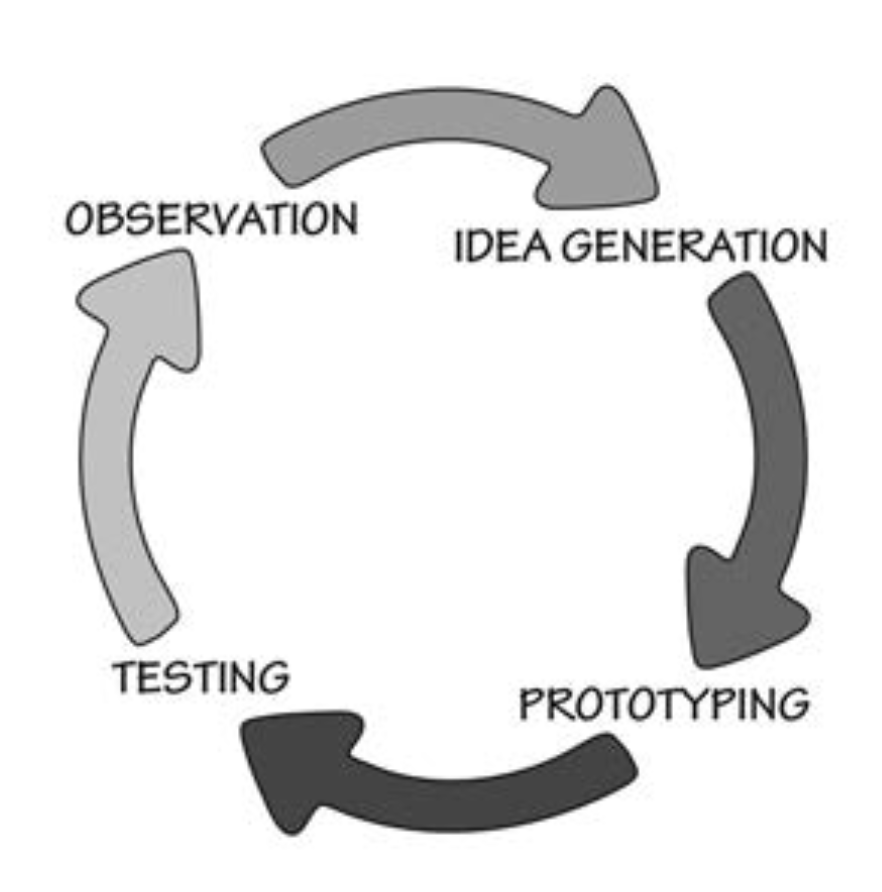 OBSERVATION
IDEA GENERATION
PROTOTYPING
TESTING